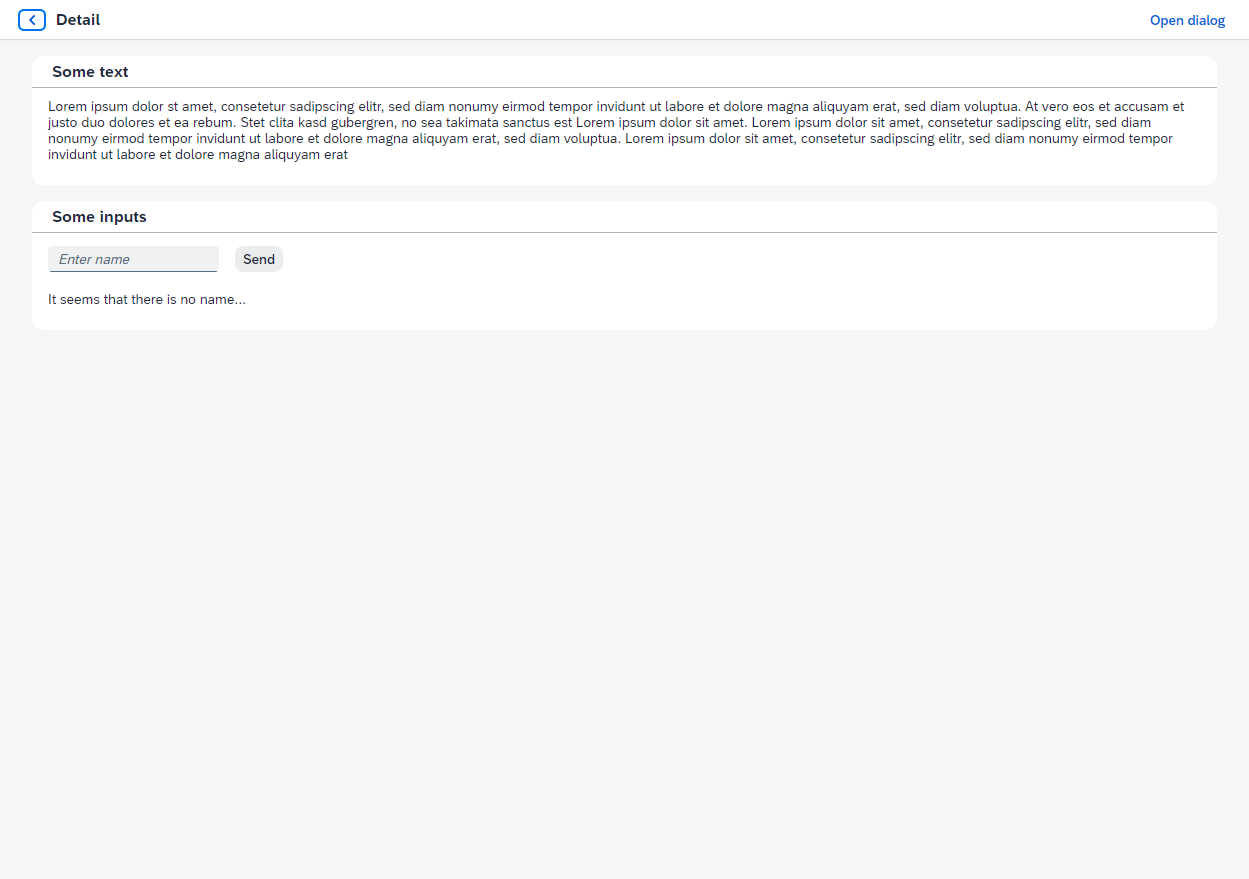 Detail
Open dialog
Some text
Lorem ipsum dolor st amet, consetetur sadipscing elitr, sed diam nonumy eirmod tempor invidunt ut labore et dolore magna aliquyam erat, sed diam voluptua. At vero eos et accusam et
justo duo dolores et ea rebum. Stet clita kasd gubergren, no sea takimata sanctus est Lorem ipsum dolor sit amet. Lorem ipsum dolor sit amet, consetetur sadipscing elitr, sed diam
nonumy eirmod tempor invidunt ut labore et dolore magna aliquyam erat, sed diam voluptua. Lorem ipsum dolor sit amet, consetetur sadipscing elitr, sed diam nonumy eirmod tempor
invidunt ut labore et dolore magna aliquyam erat
Some inputs
Enter name
Send
It seems that there is no name...